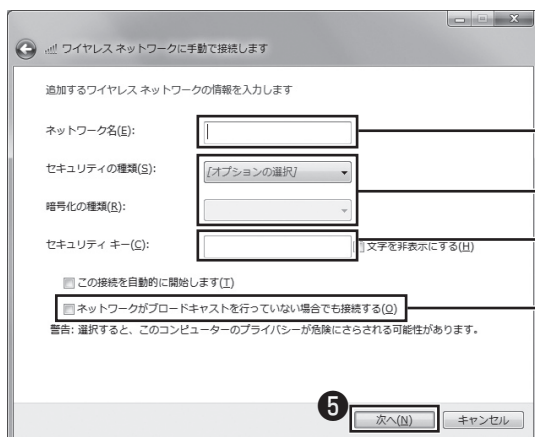 ワイヤレス ネットワークに手動で接続します
追加するワイヤレス ネットワークの情報を入力します
ネットワーク名(E):
セキュリティの種類(S):
[オプションの選択]
暗号化の種類(R):
セキュリティ キー(C):
文字を非表示にする(H)
この接続を自動的に開始します(T)
ネットワークがブロードキャストを行っていない場合でも接続する(O)
警告: 選択すると、このコンピューターのプライバシーが危険にさらされる可能性があります。
❺ 次へ(N) キャンセル